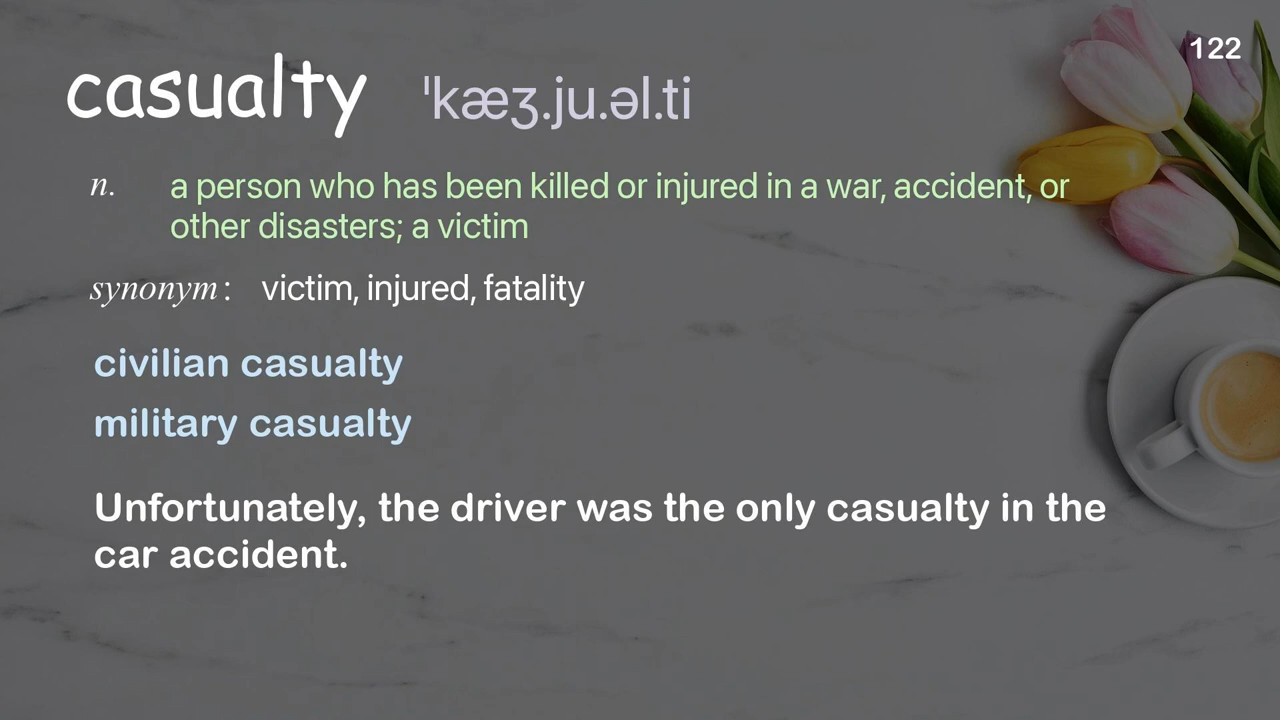 122
casualty ˈkæʒ.ju.əl.ti
n. a person who has been killed or injured in a war, accident, or
other disasters; a victim
synonym : victim, injured, fatality
civilian casualty
military casualty
Unfortunately, the driver was the only casualty in the
car accident.